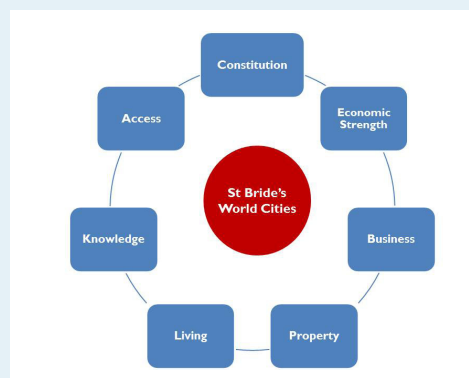 Constitution
Economic
Strength
Business
Property
Living
Knowledge
Access
St Bride's
World Cities